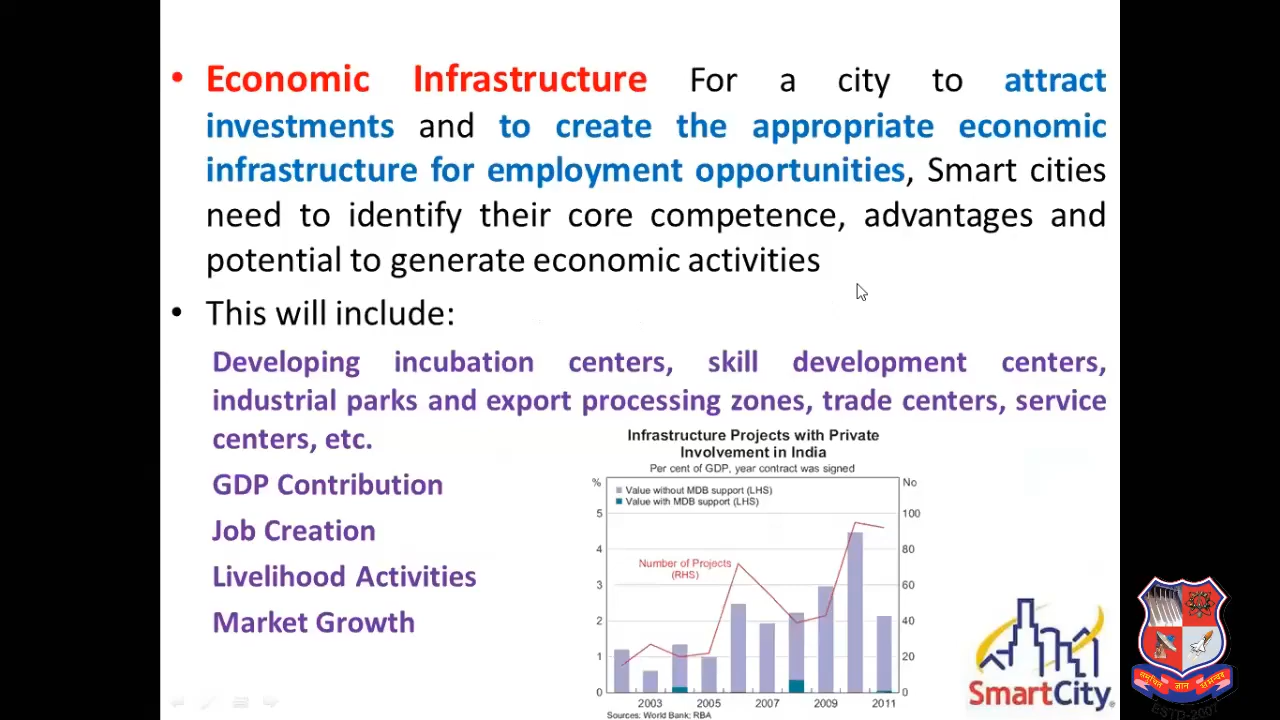 • Economic Infrastructure For a city to attract
investments and to create the appropriate economic
infrastructure for employment opportunities, Smart cities
need to identify their core competence, advantages and
potential to generate economic activities
• This will include:
Developing incubation centers, skill development centers,
industrial parks and export processing zones, trade centers, service
centers, etc.
GDP Contribution
Job Creation
Livelihood Activities
Market Growth
Infrastructure Projects with Private
Involvement in India
Per cent of GDP, year contract was signed
% No
Value without MDB support (LHS)
Value with MDB support (LHS)
5 100
4 80
Number of Projects
(RHS)
3 60
2 40
1 20
0 0
2003 2005 2007 2009 2011
Sources: World Bank; RBA
SmartCity
ज्ञान
ESTD-2007